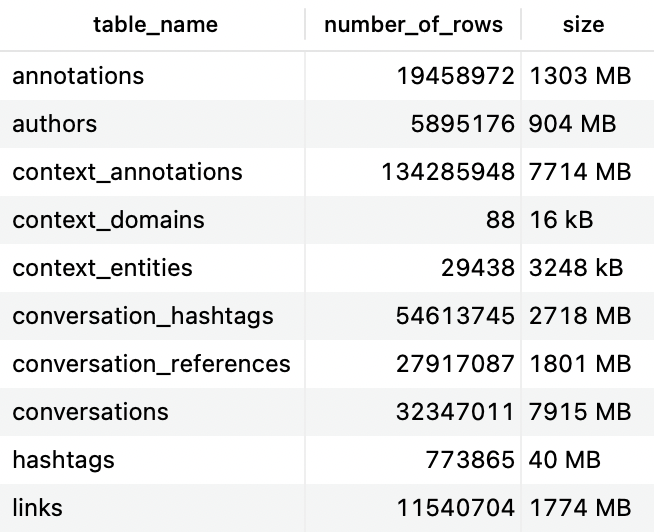 table_name number_of_rows size
annotations 19458972 1303 MB
authors 5895176 904 MB
context_annotations 134285948 7714 MB
context_domains 88 16 kB
context_entities 29438 3248 kB
conversation_hashtags 54613745 2718 MB
conversation_references 27917087 1801 MB
conversations 32347011 7915 MB
hashtags 773865 40 MB
links 11540704 1774 MB